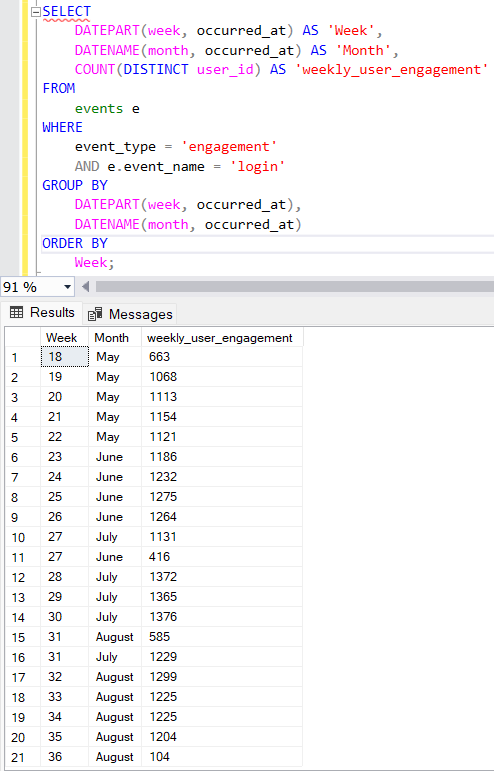 SELECT
DATEPART(week, occurred_at) AS 'Week',
DATENAME(month, occurred_at) AS 'Month',
COUNT(DISTINCT user_id) AS 'weekly_user_engagement'
FROM
events e
WHERE
event_type = 'engagement'
AND e.event_name = 'login'
GROUP BY
DATEPART(week, occurred_at),
DATENAME(month, occurred_at)
ORDER BY
Week;
91 %
Results Messages
Week Month weekly_user_engagement
1 18 May 663
2 19 May 1068
3 20 May 1113
4 21 May 1154
5 22 May 1121
6 23 June 1186
7 24 June 1232
8 25 June 1275
9 26 June 1264
10 27 July 1131
11 27 June 416
12 28 July 1372
13 29 July 1365
14 30 July 1376
15 31 August 585
16 31 July 1229
17 32 August 1299
18 33 August 1225
19 34 August 1225
20 35 August 1204
21 36 August 104